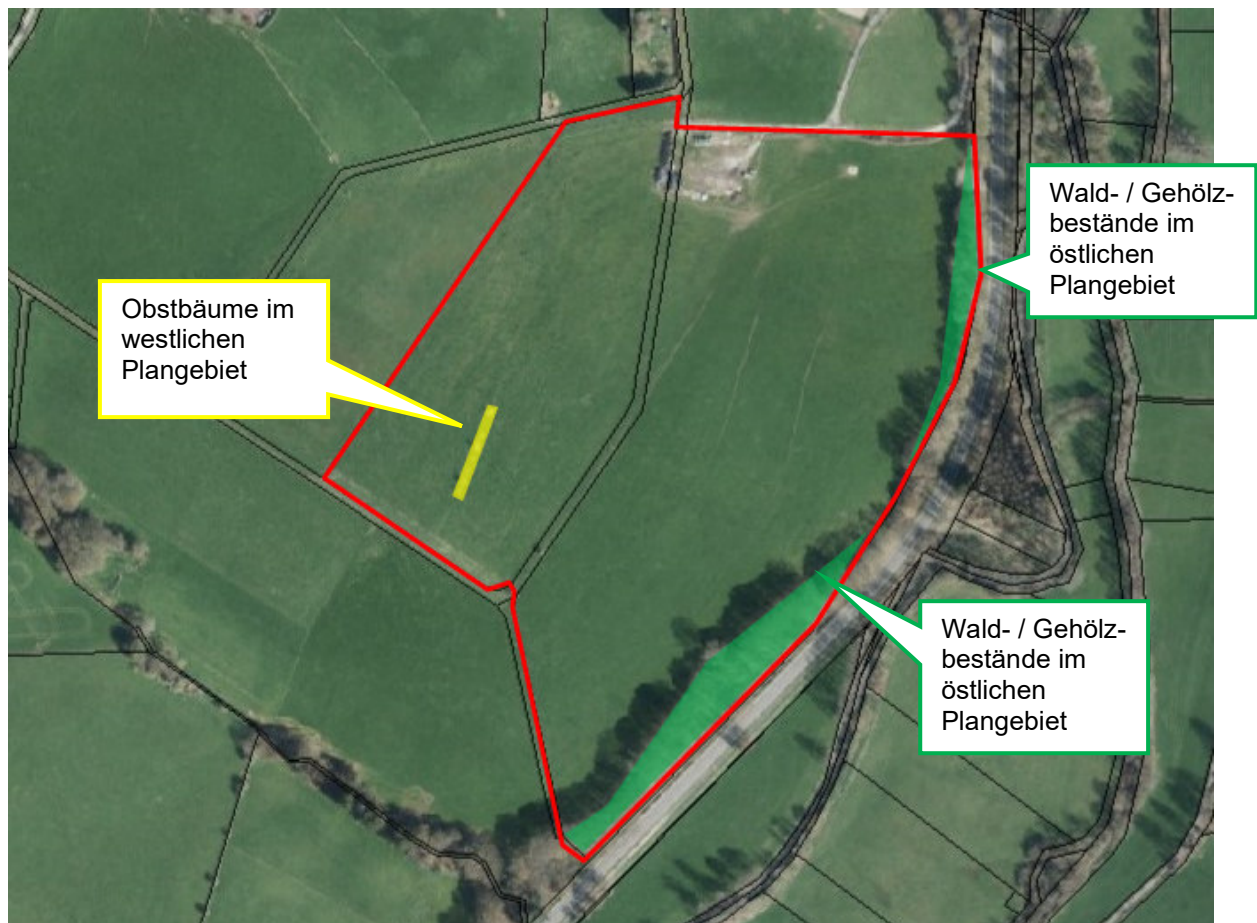 Wald- / Gehölz-
bestände im
östlichen
Plangebiet
Obstbäume im
westlichen
Plangebiet
Wald- / Gehölz-
bestände im
östlichen
Plangebiet